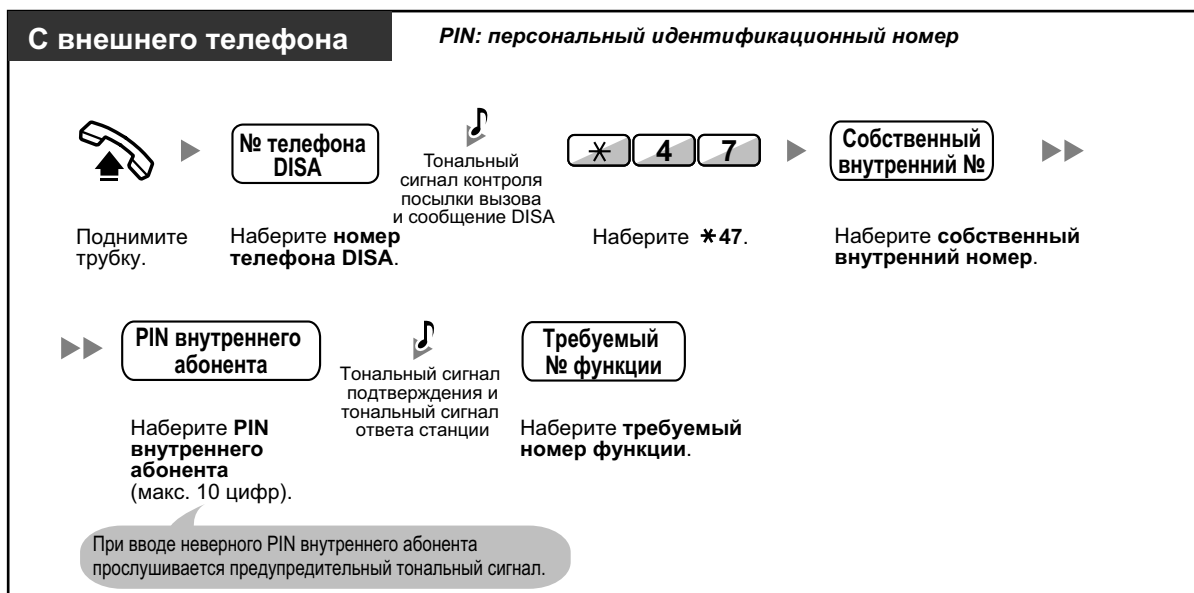 С внешнего телефона
PIN: персональный идентификационный номер
№ телефона
DISA
Тональный
сигнал контроля
посылки вызова
и сообщение DISA
* 4 7
Собственный
внутренний №
Поднимите
трубку.
Наберите номер
телефона DISA.
Наберите *47.
Наберите собственный
внутренний номер.
PIN внутреннего
абонента
Тональный сигнал
подтверждения и
тональный сигнал
ответа станции
Требуемый
№ функции
Наберите PIN
внутреннего
абонента
(макс. 10 цифр).
Наберите требуемый
номер функции.
При вводе неверного PIN внутреннего абонента
прослушивается предупредительный тональный сигнал.